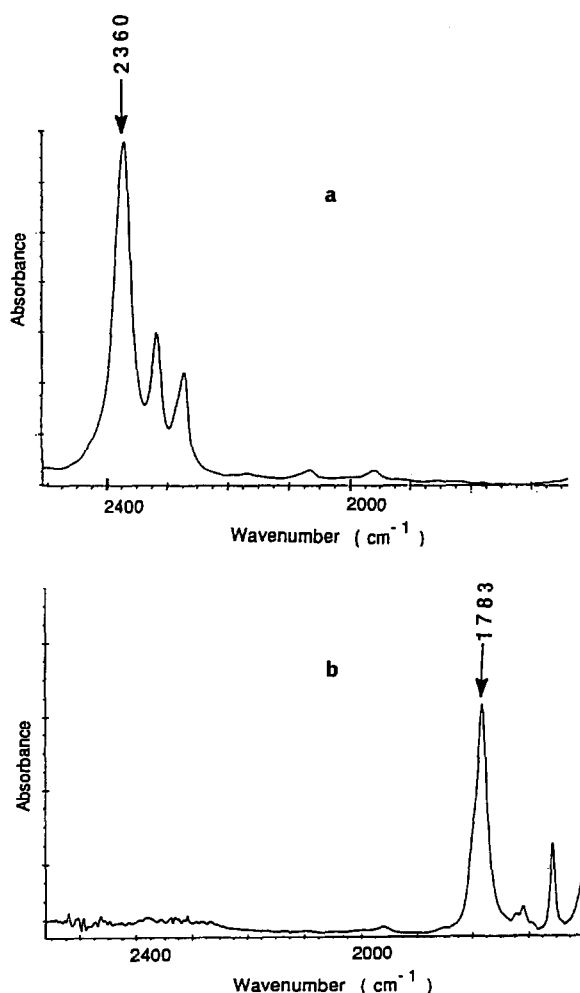 2360
a
Absorbance
2400 2000
Wavenumber ( cm-1 )
1783
b
Absorbance
2400 2000
Wavenumber ( cm-1 )